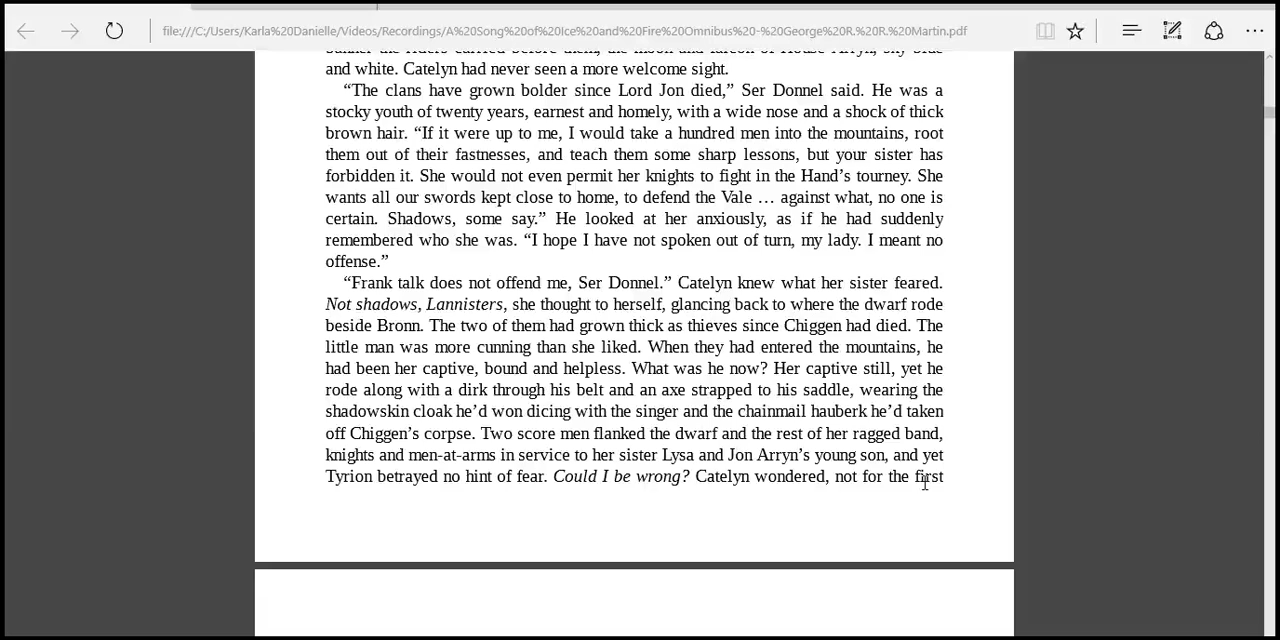 file:///C:/Users/Karla%20Danielle/Videos/Recordings/A%20Song%20of%20Ice%20and%20Fire%20Omnibus%20-%20George%20R.%20R.%20Martin.pdf
and white. Catelyn had never seen a more welcome sight.
“The clans have grown bolder since Lord Jon died,” Ser Donnel said. He was a
stocky youth of twenty years, earnest and homely, with a wide nose and a shock of thick
brown hair. “If it were up to me, I would take a hundred men into the mountains, root
them out of their fastnesses, and teach them some sharp lessons, but your sister has
forbidden it. She would not even permit her knights to fight in the Hand’s tourney. She
wants all our swords kept close to home, to defend the Vale … against what, no one is
certain. Shadows, some say.” He looked at her anxiously, as if he had suddenly
remembered who she was. “I hope I have not spoken out of turn, my lady. I meant no
offense.”
“Frank talk does not offend me, Ser Donnel.” Catelyn knew what her sister feared.
Not shadows, Lannisters, she thought to herself, glancing back to where the dwarf rode
beside Bronn. The two of them had grown thick as thieves since Chiggen had died. The
little man was more cunning than she liked. When they had entered the mountains, he
had been her captive, bound and helpless. What was he now? Her captive still, yet he
rode along with a dirk through his belt and an axe strapped to his saddle, wearing the
shadowskin cloak he’d won dicing with the singer and the chainmail hauberk he’d taken
off Chiggen’s corpse. Two score men flanked the dwarf and the rest of her ragged band,
knights and men-at-arms in service to her sister Lysa and Jon Arryn’s young son, and yet
Tyrion betrayed no hint of fear. Could I be wrong? Catelyn wondered, not for the first